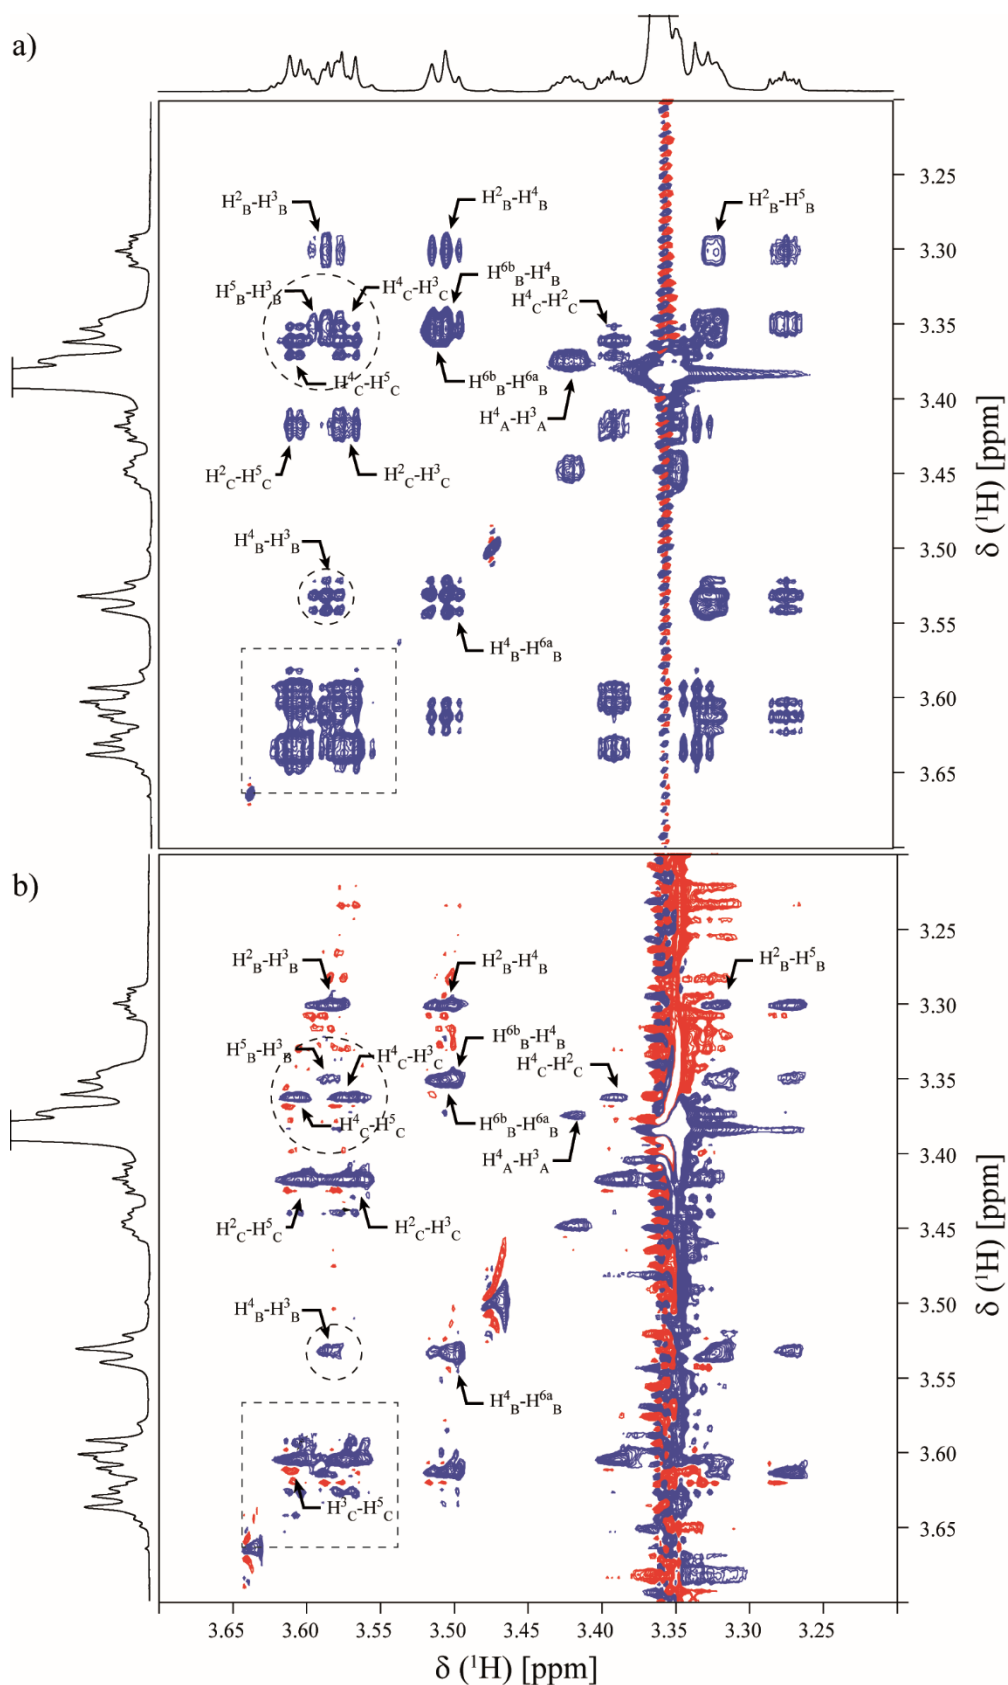 a)
H²B-H³B
H²B-H⁴B
H²B-H⁵B
H⁵B-H³B
H⁴C-H³C
H⁶ᵇB-H⁴B
H⁴C-H²C
H⁴C-H⁵C
H⁶ᵇB-H⁶ᵃB
H⁴A-H³A
H²C-H⁵C
H²C-H³C
H⁴B-H³B
H⁴B-H⁶ᵃB
3.25
3.30
3.35
3.40
3.45
3.50
3.55
3.60
3.65
δ (¹H) [ppm]
b)
H²B-H³B
H²B-H⁴B
H²B-H⁵B
H⁵B-H³B
H⁴C-H³C
H⁶ᵇB-H⁴B
H⁴C-H²C
H⁴C-H⁵C
H⁶ᵇB-H⁶ᵃB
H⁴A-H³A
H²C-H⁵C
H²C-H³C
H⁴B-H³B
H⁴B-H⁶ᵃB
H³C-H⁵C
3.25
3.30
3.35
3.40
3.45
3.50
3.55
3.60
3.65
δ (¹H) [ppm]
3.65 3.60 3.55 3.50 3.45 3.40 3.35 3.30 3.25
δ (¹H) [ppm]